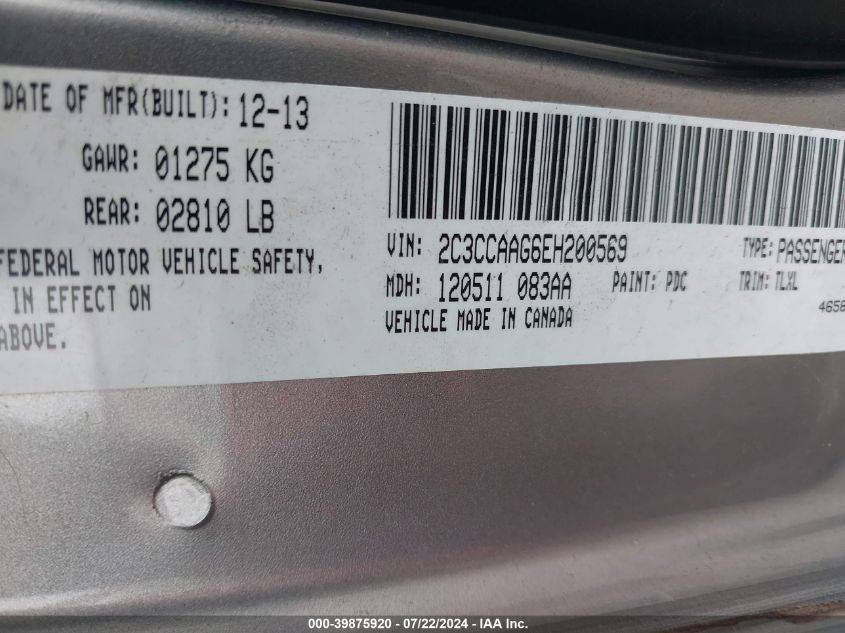 DATE OF MFR(BUILT): 12-13
GAWR: 01275 KG
REAR: 02810 LB
FEDERAL MOTOR VEHICLE SAFETY,
IN EFFECT ON
ABOVE.
VIN: 2C3CCAAG6EH200569 TYPE: PASSENGER
MDH: 120511 083AA PAINT: PDC TRIM: TLXL
VEHICLE MADE IN CANADA 4658
000-39875920 - 07/22/2024 - IAA Inc.